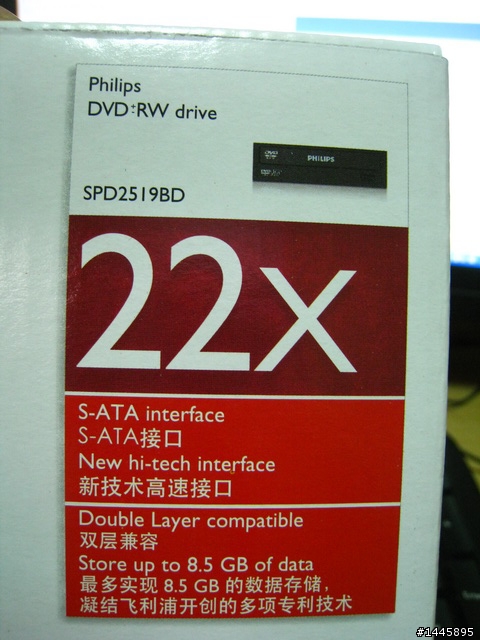 Philips
DVD±RW drive
PHILIPS
SPD2519BD
22x
S-ATA interface
S-ATA接口
New hi-tech interface
新技术高速接口
Double Layer compatible
双层兼容
Store up to 8.5 GB of data
最多实现 8.5 GB 的数据存储，
凝结飞利浦开创的多项专利技术
#1445895